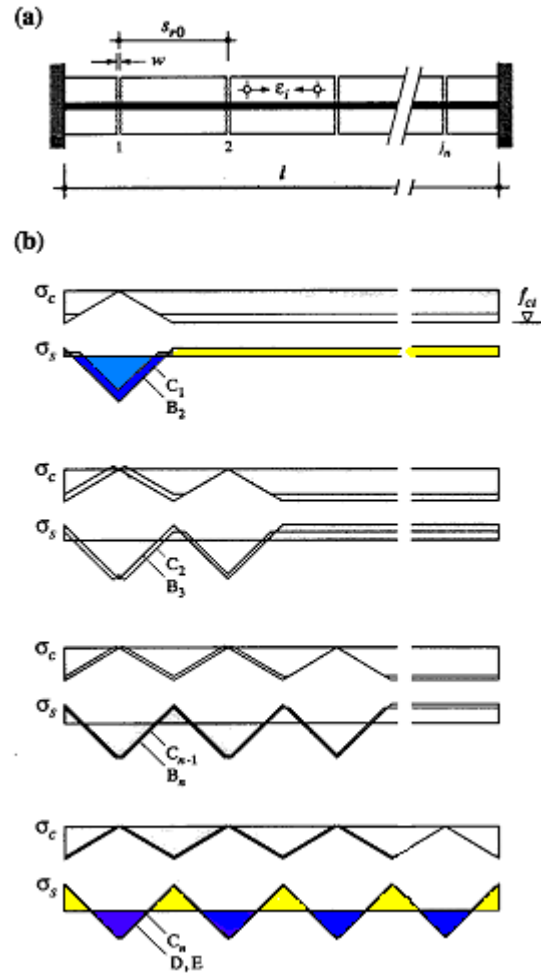 (a)
s_r0
w
ε_i
1 2 j_n
l
(b)
σ_c
f_ct
σ_s
C_1
B_2
σ_c
σ_s
C_2
B_3
σ_c
σ_s
C_n-1
B_n
σ_c
σ_s
C_n
D, E